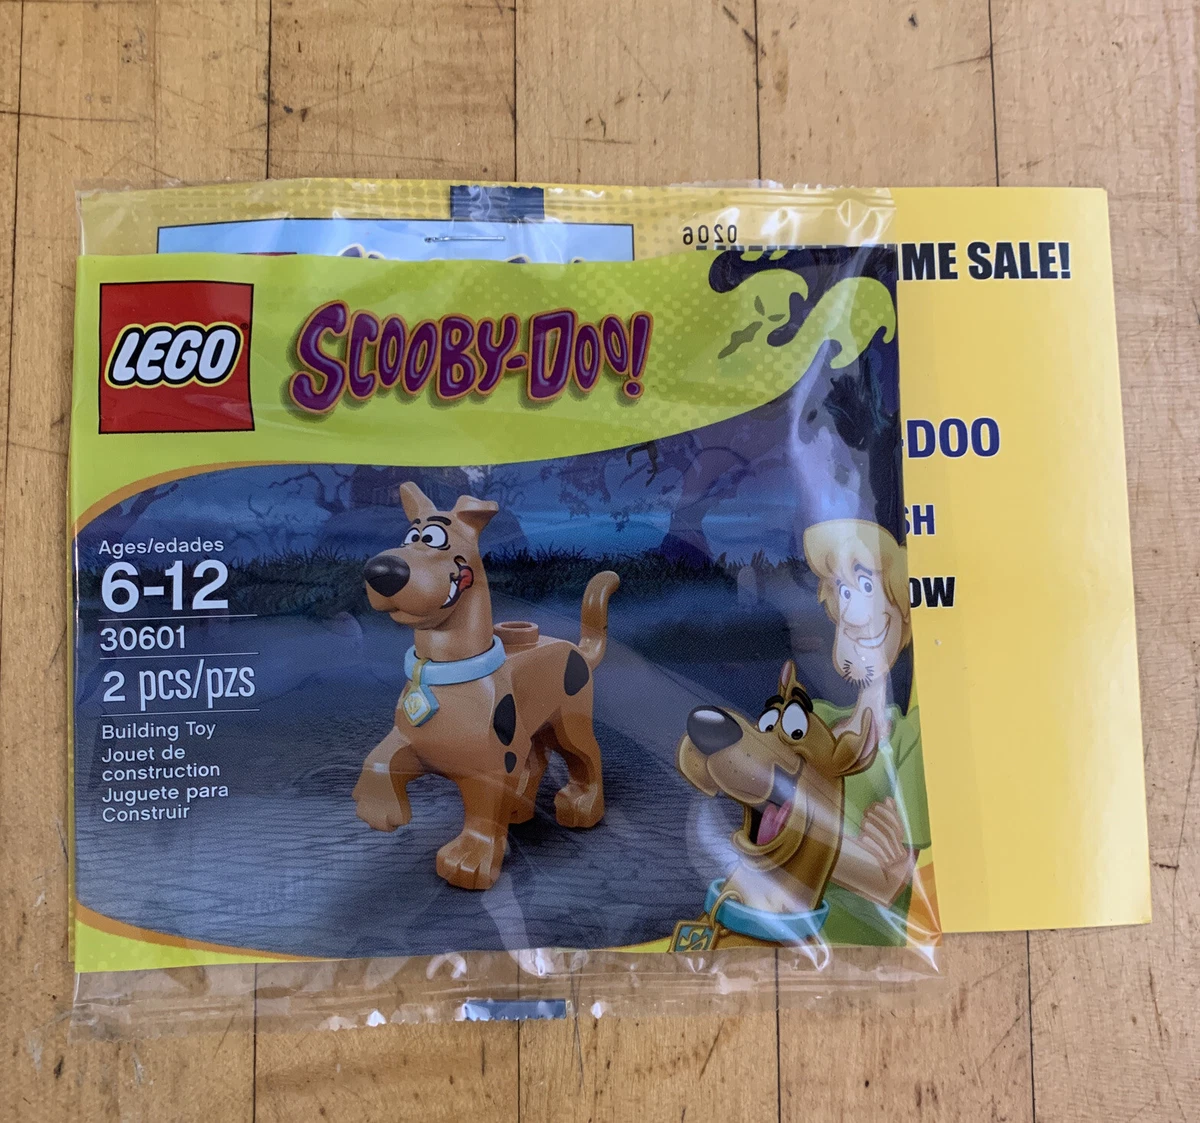 0206
IME SALE!
LEGO
SCOOBY-DOO!
-DOO
SH
OW
Ages/edades
6-12
30601
2 pcs/pzs
Building Toy
Jouet de
construction
Juguete para
Construir